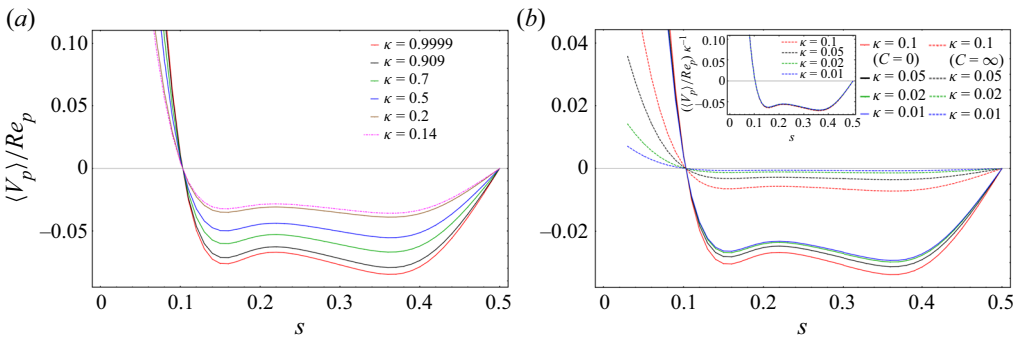 (a)
0.10
0.05
0
−0.05
⟨V_p⟩/Re_p
0 0.1 0.2 0.3 0.4 0.5
s
κ = 0.9999
κ = 0.909
κ = 0.7
κ = 0.5
κ = 0.2
κ = 0.14
(b)
0.04
0.02
0
−0.02
0 0.1 0.2 0.3 0.4 0.5
s
0.10
0.05
0
−0.05
(⟨V_p⟩/Re_p) κ⁻¹
0 0.1 0.2 0.3 0.4 0.5
s
κ = 0.1
κ = 0.05
κ = 0.02
κ = 0.01
κ = 0.1
(C = 0)
κ = 0.05
κ = 0.02
κ = 0.01
κ = 0.1
(C = ∞)
κ = 0.05
κ = 0.02
κ = 0.01